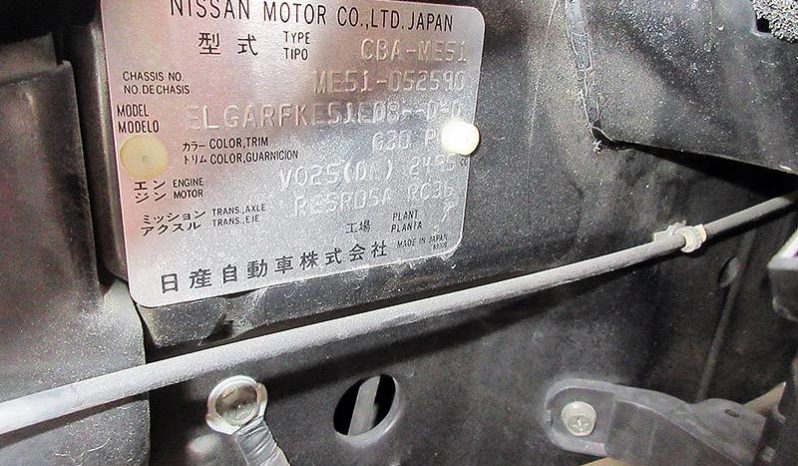 NISSAN MOTOR CO.,LTD. JAPAN
型式 TYPE TIPO CBA-ME51
CHASSIS NO. NO. DE CHASIS ME51-052590
MODEL MODELO
カラー COLOR, TRIM
トリム COLOR, GUARNICION G30
エンジン ENGINE MOTOR
ミッション TRANS., AXLE
アクスル TRANS., EJE RE5R05A RC36
工場 PLANT PLANTA
日産自動車株式会社 MADE IN JAPAN